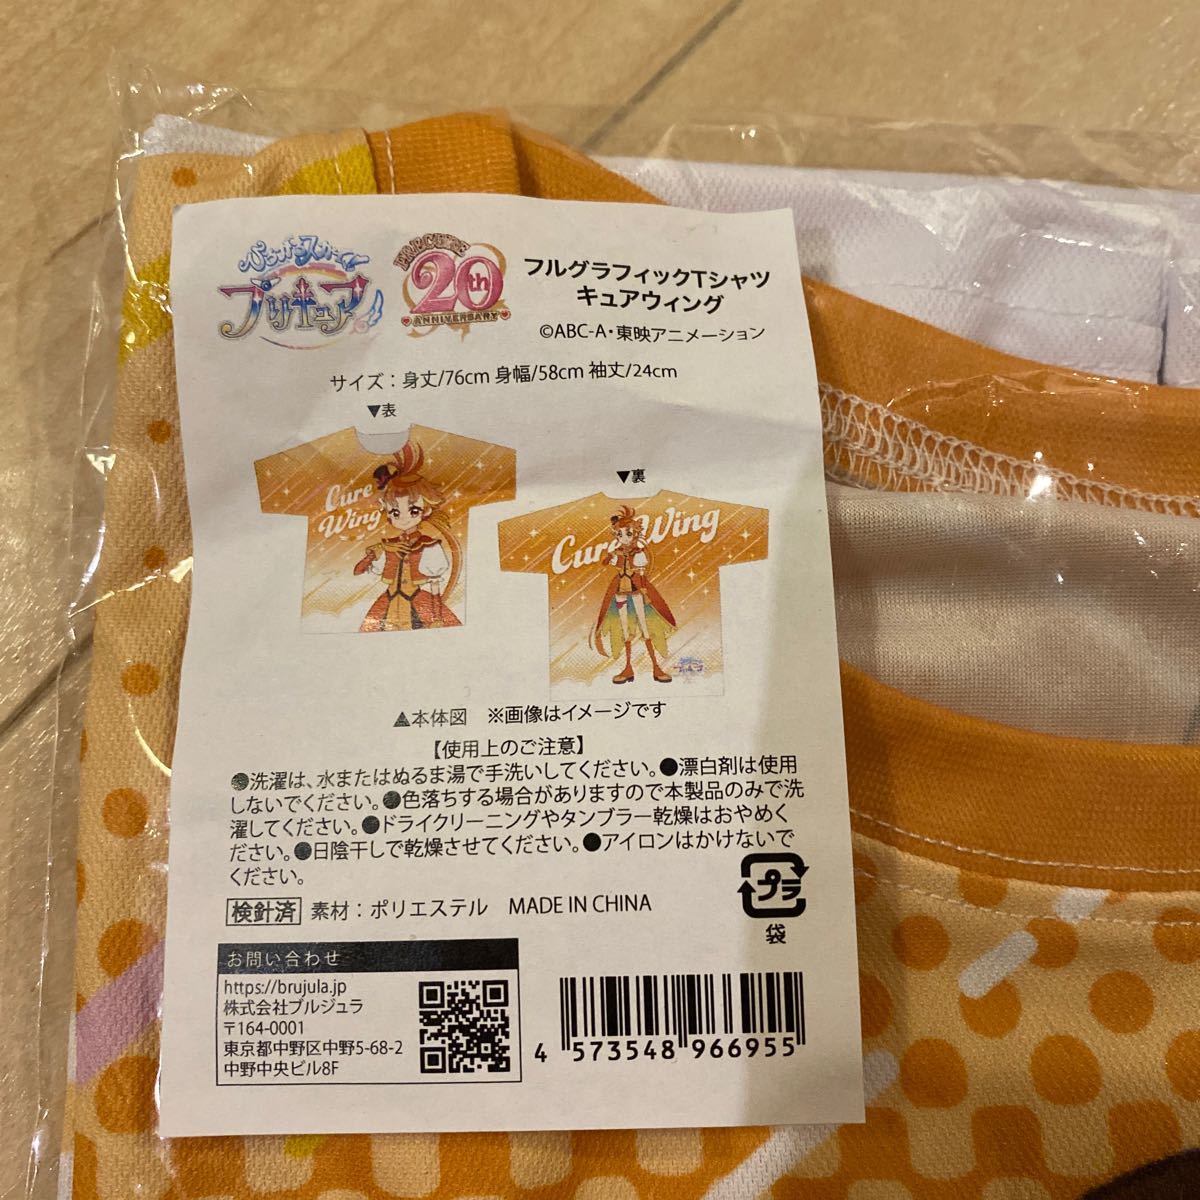 ひろがるスカイ!
プリキュア
PRECURE
20th
ANNIVERSARY
フルグラフィックTシャツ
キュアウィング
©ABC-A・東映アニメーション
サイズ：身丈/76cm 身幅/58cm 袖丈/24cm
▼表
Cure
Wing
▼裏
Cure Wing
▲本体図　※画像はイメージです
【使用上のご注意】
●洗濯は、水またはぬるま湯で手洗いしてください。●漂白剤は使用
しないでください。●色落ちする場合がありますので本製品のみで洗
濯してください。●ドライクリーニングやタンブラー乾燥はおやめく
ださい。●日陰干しで乾燥させてください。●アイロンはかけないで
ください。
検針済 素材：ポリエステル　MADE IN CHINA
プラ
袋
お問い合わせ
https://brujula.jp
株式会社ブルジュラ
〒164-0001
東京都中野区中野5-68-2
中野中央ビル8F
4 573548 966955